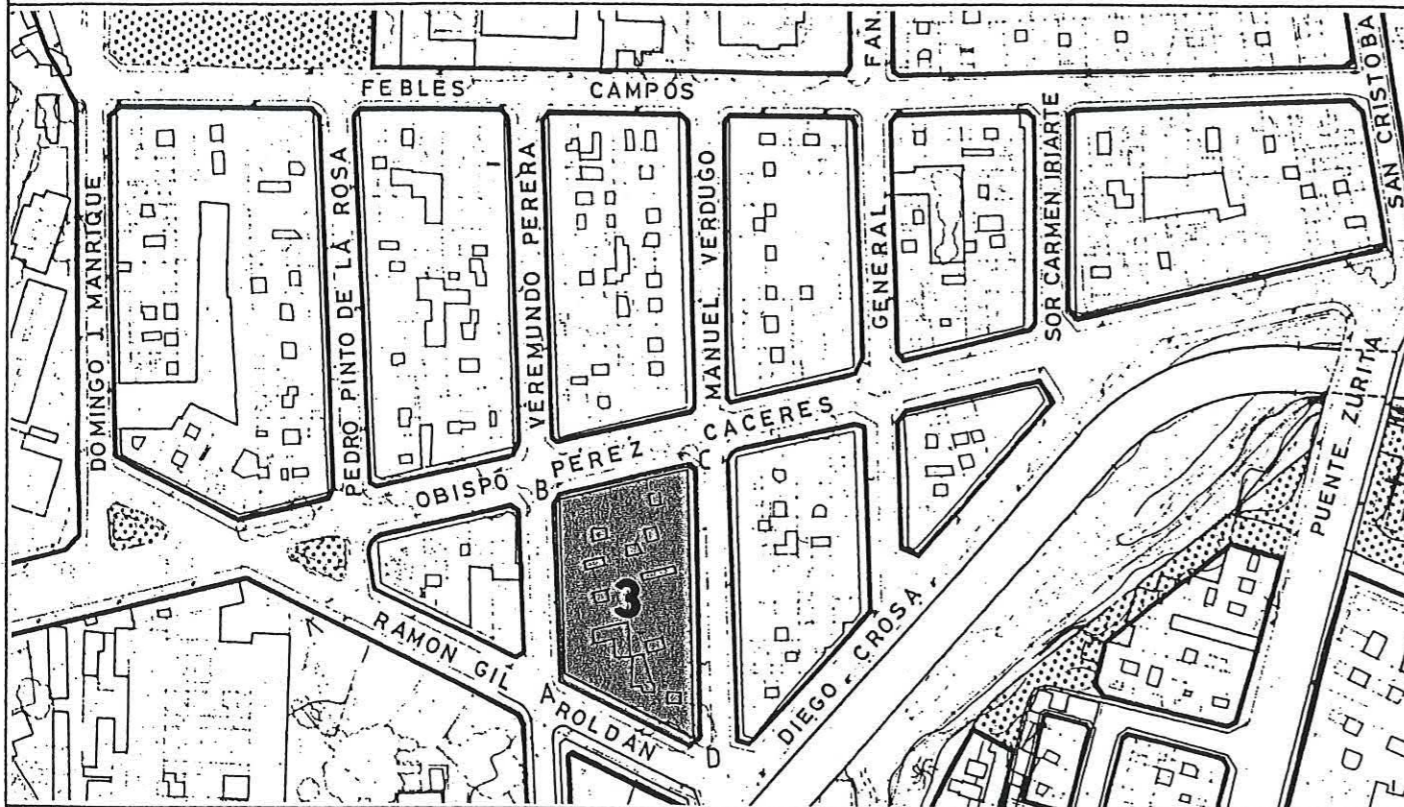 FEBLES CAMPOS
FAN.
SAN CRISTOBA
DOMINGO J MANRIQUE
PEDRO PINTO DE LA ROSA
VEREMUNDO PERERA
MANUEL VERDUGO
GENERAL
SOR CARMEN IRIARTE
OBISPO PEREZ CACERES
PUENTE ZURITA
B
C
3
RAMON GIL ROLDÁN
A
D
DIEGO CROSA